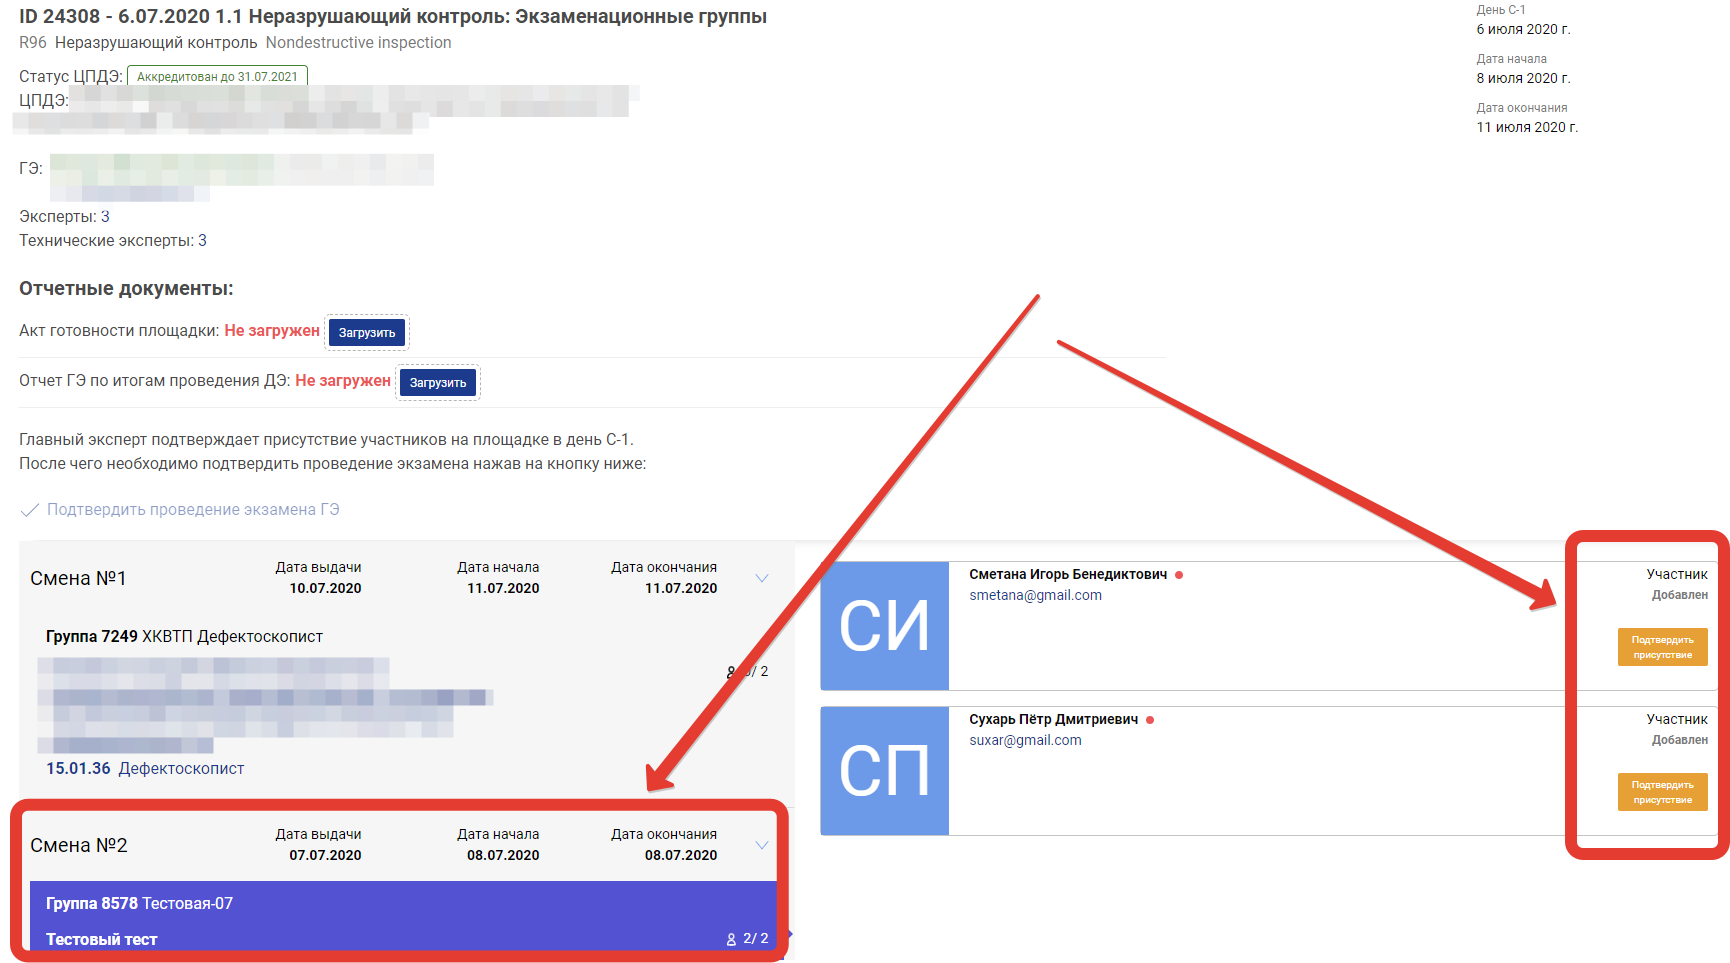 ID 24308 - 6.07.2020 1.1 Неразрушающий контроль: Экзаменационные группы
R96 Неразрушающий контроль Nondestructive inspection
Статус ЦПДЭ: Аккредитован до 31.07.2021
ЦПДЭ:
ГЭ:
Эксперты: 3
Технические эксперты: 3
День С-1
6 июля 2020 г.
Дата начала
8 июля 2020 г.
Дата окончания
11 июля 2020 г.
Отчетные документы:
Акт готовности площадки: Не загружен Загрузить
Отчет ГЭ по итогам проведения ДЭ: Не загружен Загрузить
Главный эксперт подтверждает присутствие участников на площадке в день С-1.
После чего необходимо подтвердить проведение экзамена нажав на кнопку ниже:
Подтвердить проведение экзамена ГЭ
Смена №1
Дата выдачи Дата начала Дата окончания
10.07.2020 11.07.2020 11.07.2020
Группа 7249 ХКВТП Дефектоскопист
/ 2
15.01.36 Дефектоскопист
Смена №2
Дата выдачи Дата начала Дата окончания
07.07.2020 08.07.2020 08.07.2020
Группа 8578 Тестовая-07
Тестовый тест 2/ 2
СИ
Сметана Игорь Бенедиктович
smetana@gmail.com
Участник
Добавлен
Подтвердить
присутствие
СП
Сухарь Пётр Дмитриевич
suxar@gmail.com
Участник
Добавлен
Подтвердить
присутствие